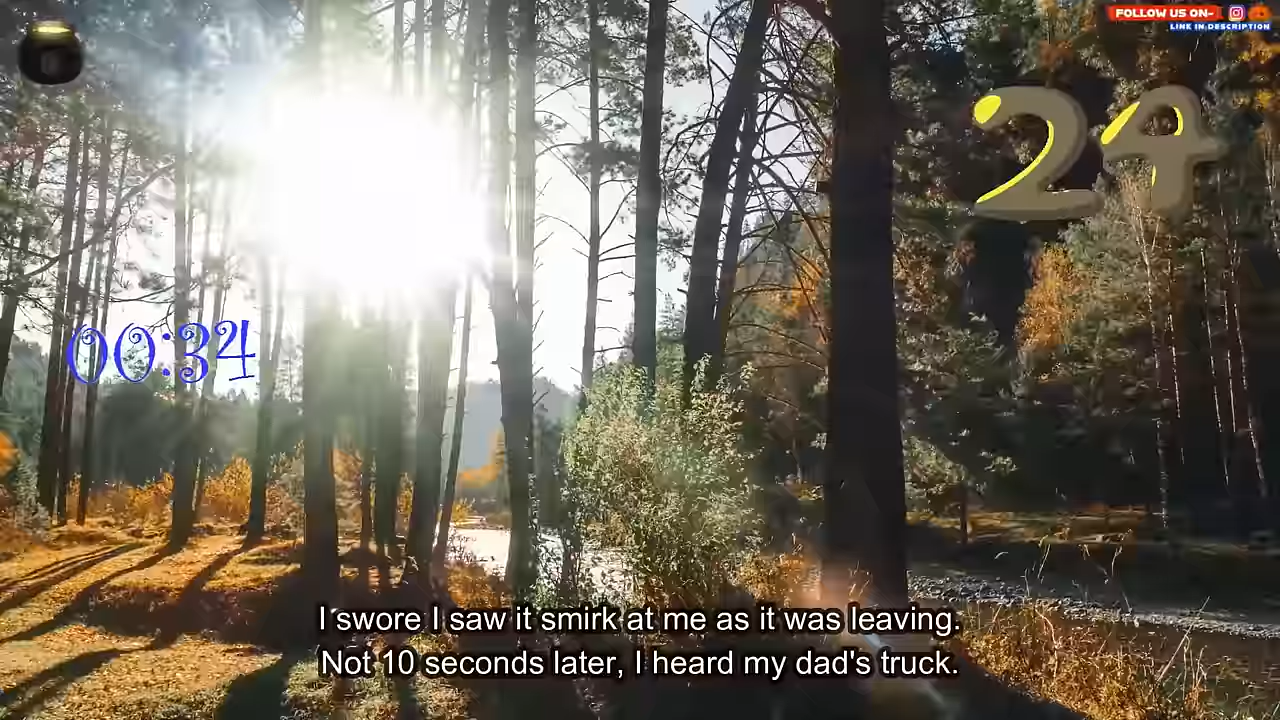 FOLLOW US ON-
LINK IN DESCRIPTION
24
00:34
I swore I saw it smirk at me as it was leaving.
Not 10 seconds later, I heard my dad's truck.